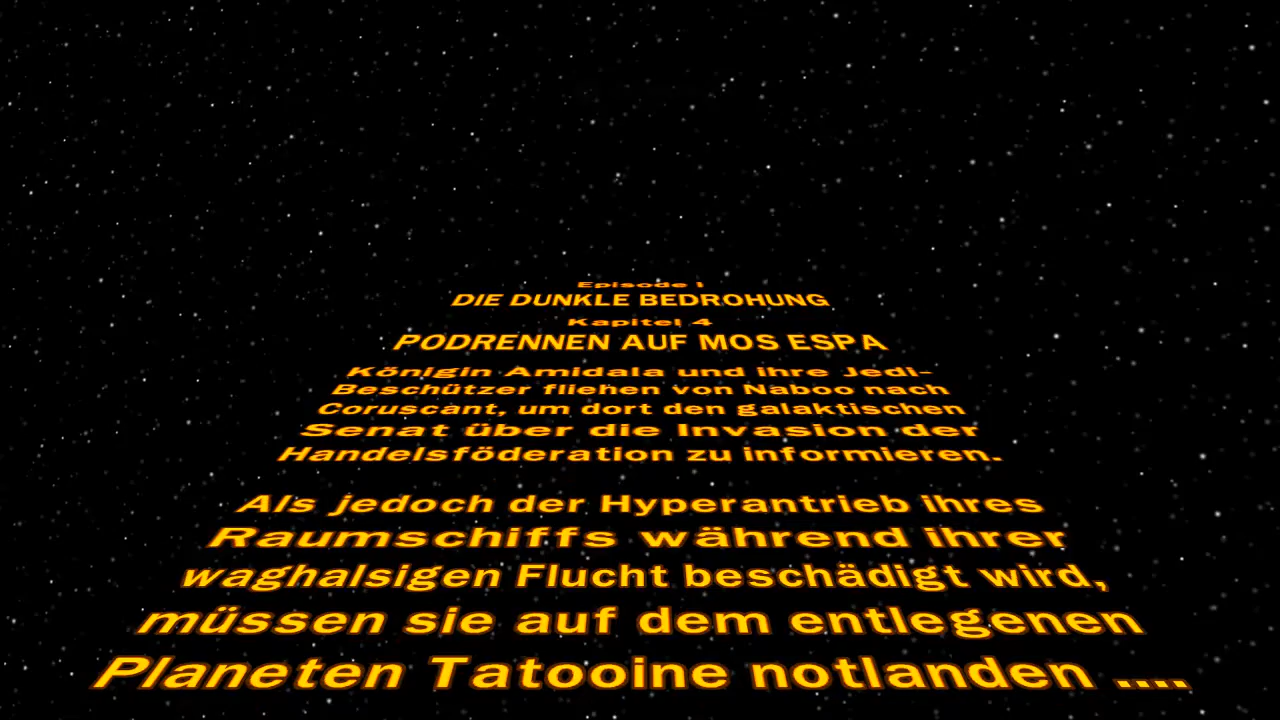 Episode I
DIE DUNKLE BEDROHUNG
Kapitel 4
PODRENNEN AUF MOS ESPA
Königin Amidala und ihre Jedi-
Beschützer fliehen von Naboo nach
Coruscant, um dort den galaktischen
Senat über die Invasion der
Handelsföderation zu informieren.
Als jedoch der Hyperantrieb ihres
Raumschiffs während ihrer
waghalsigen Flucht beschädigt wird,
müssen sie auf dem entlegenen
Planeten Tatooine notlanden ....